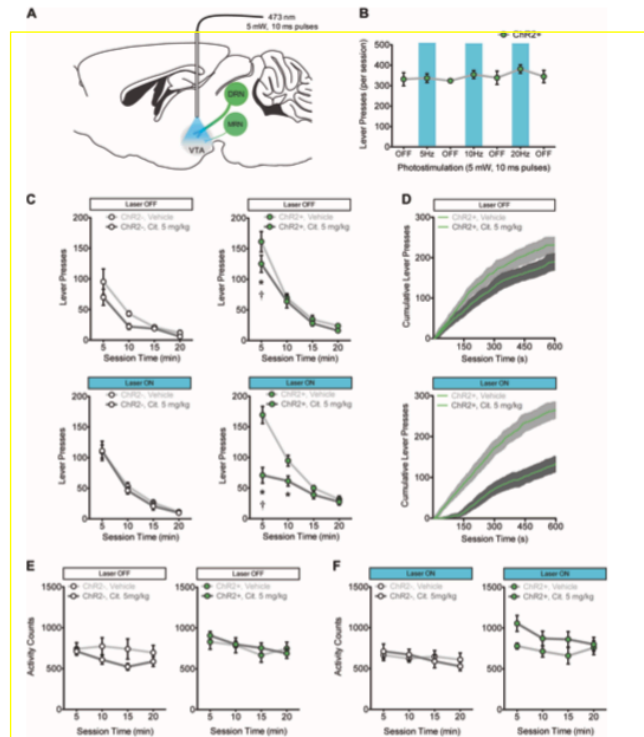 A
473 nm
5 mW, 10 ms pulses
DRN
MRN
VTA
B
ChR2+
Lever Presses (per session)
500
400
300
200
100
0
OFF 5Hz OFF 10Hz OFF 20Hz OFF
Photostimulation (5 mW, 10 ms pulses)
C
Laser OFF
ChR2-, Vehicle
ChR2-, Cit. 5 mg/kg
Lever Presses
200
150
100
50
0
5 10 15 20
Session Time (min)
ChR2+, Vehicle
ChR2+, Cit. 5 mg/kg
Lever Presses
200
150
100
50
0
*
†
5 10 15 20
Session Time (min)
Laser ON
ChR2-, Vehicle
ChR2-, Cit. 5 mg/kg
Lever Presses
200
150
100
50
0
5 10 15 20
Session Time (min)
ChR2+, Vehicle
ChR2+, Cit. 5 mg/kg
Lever Presses
200
150
100
50
0
* *
†
5 10 15 20
Session Time (min)
D
Laser OFF
ChR2+, Vehicle
ChR2+, Cit. 5 mg/kg
Cumulative Lever Presses
300
200
100
0
150 300 450 600
Session Time (s)
Laser ON
ChR2+, Vehicle
ChR2+, Cit. 5 mg/kg
Cumulative Lever Presses
300
200
100
0
150 300 450 600
Session Time (s)
E
Laser OFF
ChR2-, Vehicle
ChR2-, Cit. 5mg/kg
Activity Counts
1500
1000
500
0
5 10 15 20
Session Time (min)
Laser OFF
ChR2+, Vehicle
ChR2+, Cit. 5 mg/kg
1500
1000
500
0
5 10 15 20
Session Time (min)
F
Laser ON
ChR2-, Vehicle
ChR2-, Cit. 5mg/kg
Activity Counts
1500
1000
500
0
5 10 15 20
Session Time (min)
Laser ON
ChR2+, Vehicle
ChR2+, Cit. 5 mg/kg
1500
1000
500
0
5 10 15 20
Session Time (min)